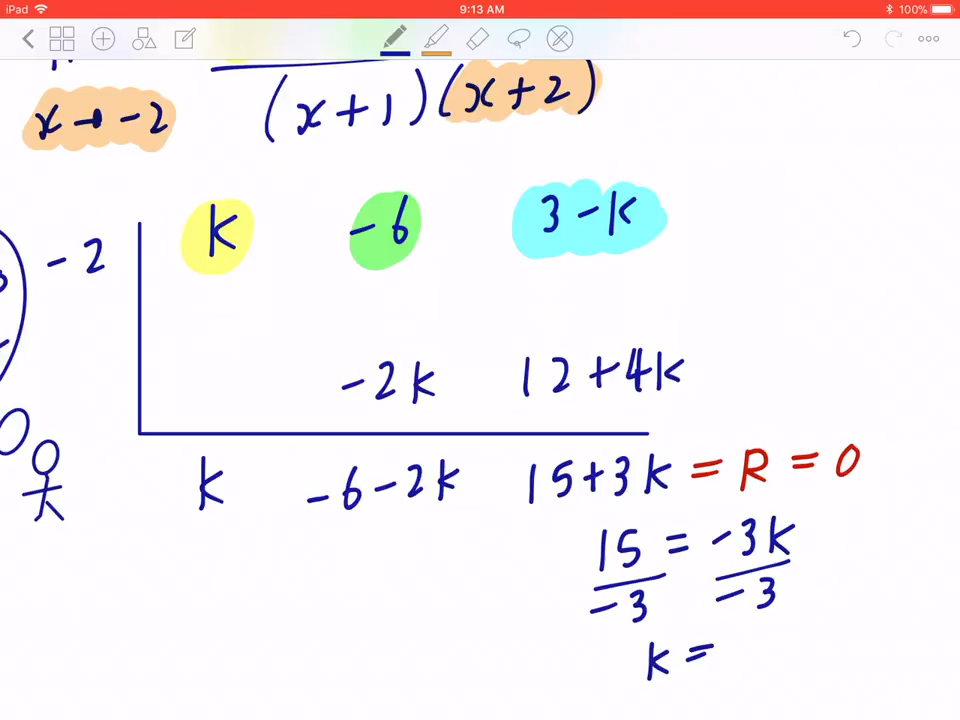 iPad 9:13 AM 100%
x → -2 (x+1)(x+2)
-2 k -6 3-k
-2k 12+4k
k -6-2k 15+3k = R = 0
15 = -3k
-3 -3
k =